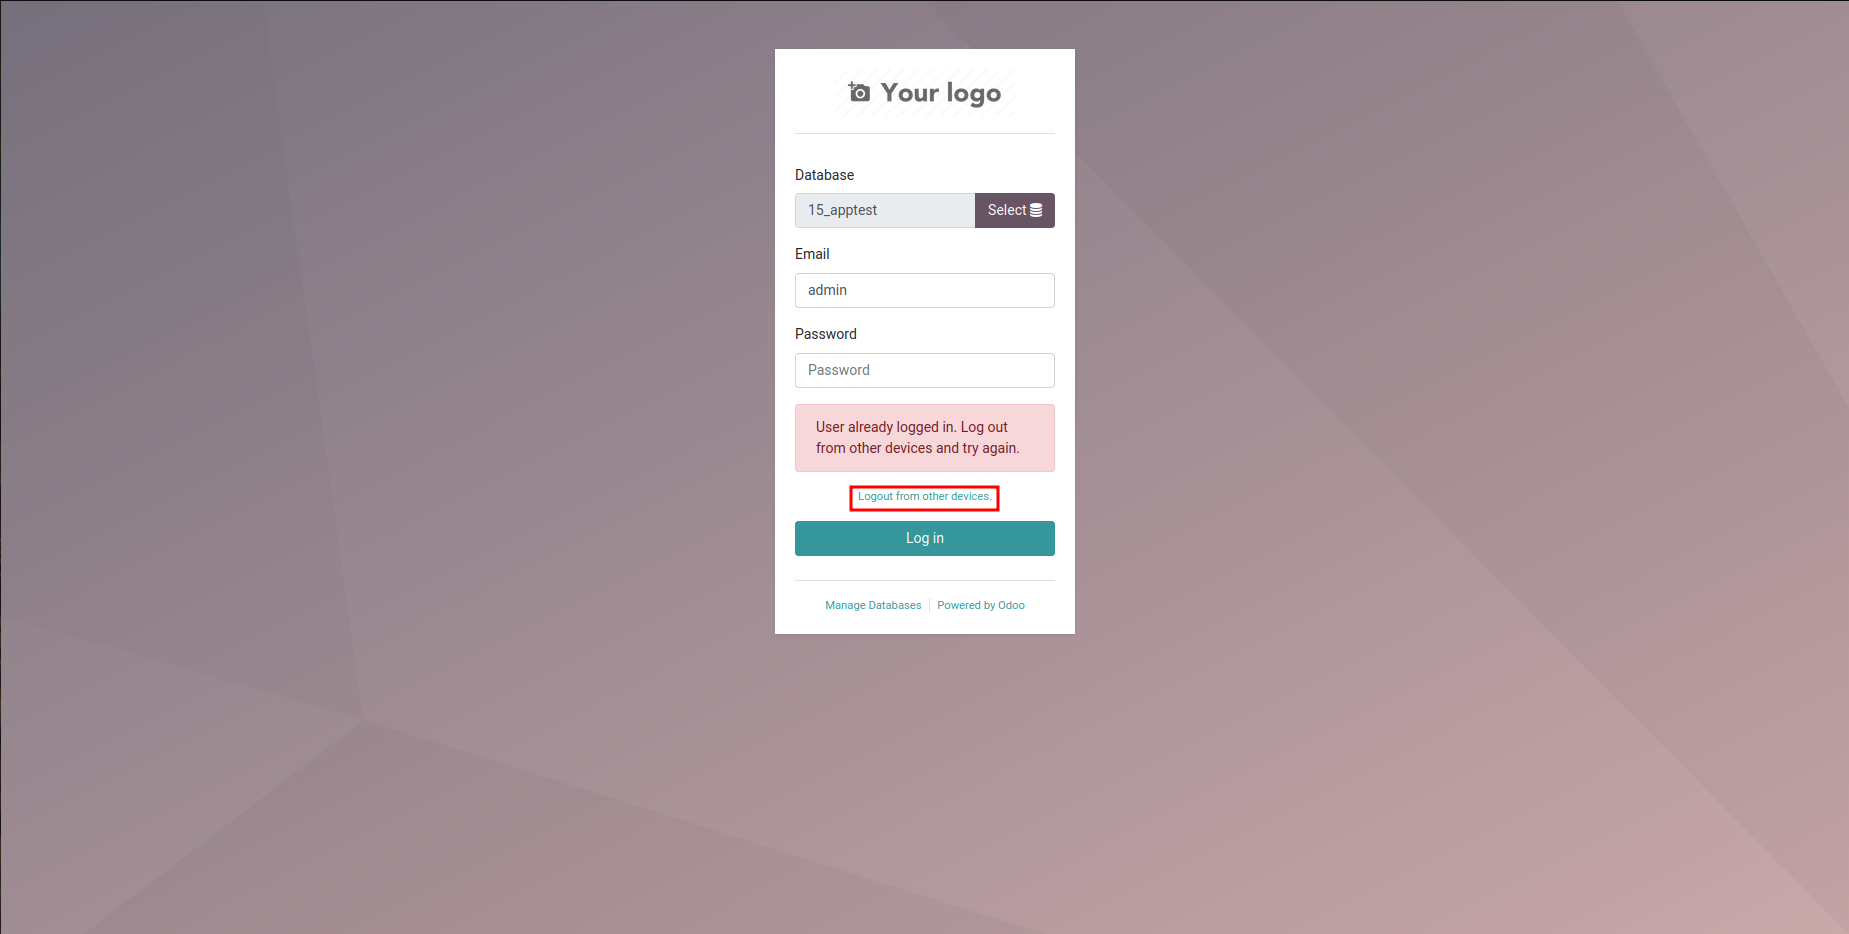 Your logo
Database
15_apptest
Select
Email
admin
Password
Password
User already logged in. Log out
from other devices and try again.
Logout from other devices.
Log in
Manage Databases
Powered by Odoo